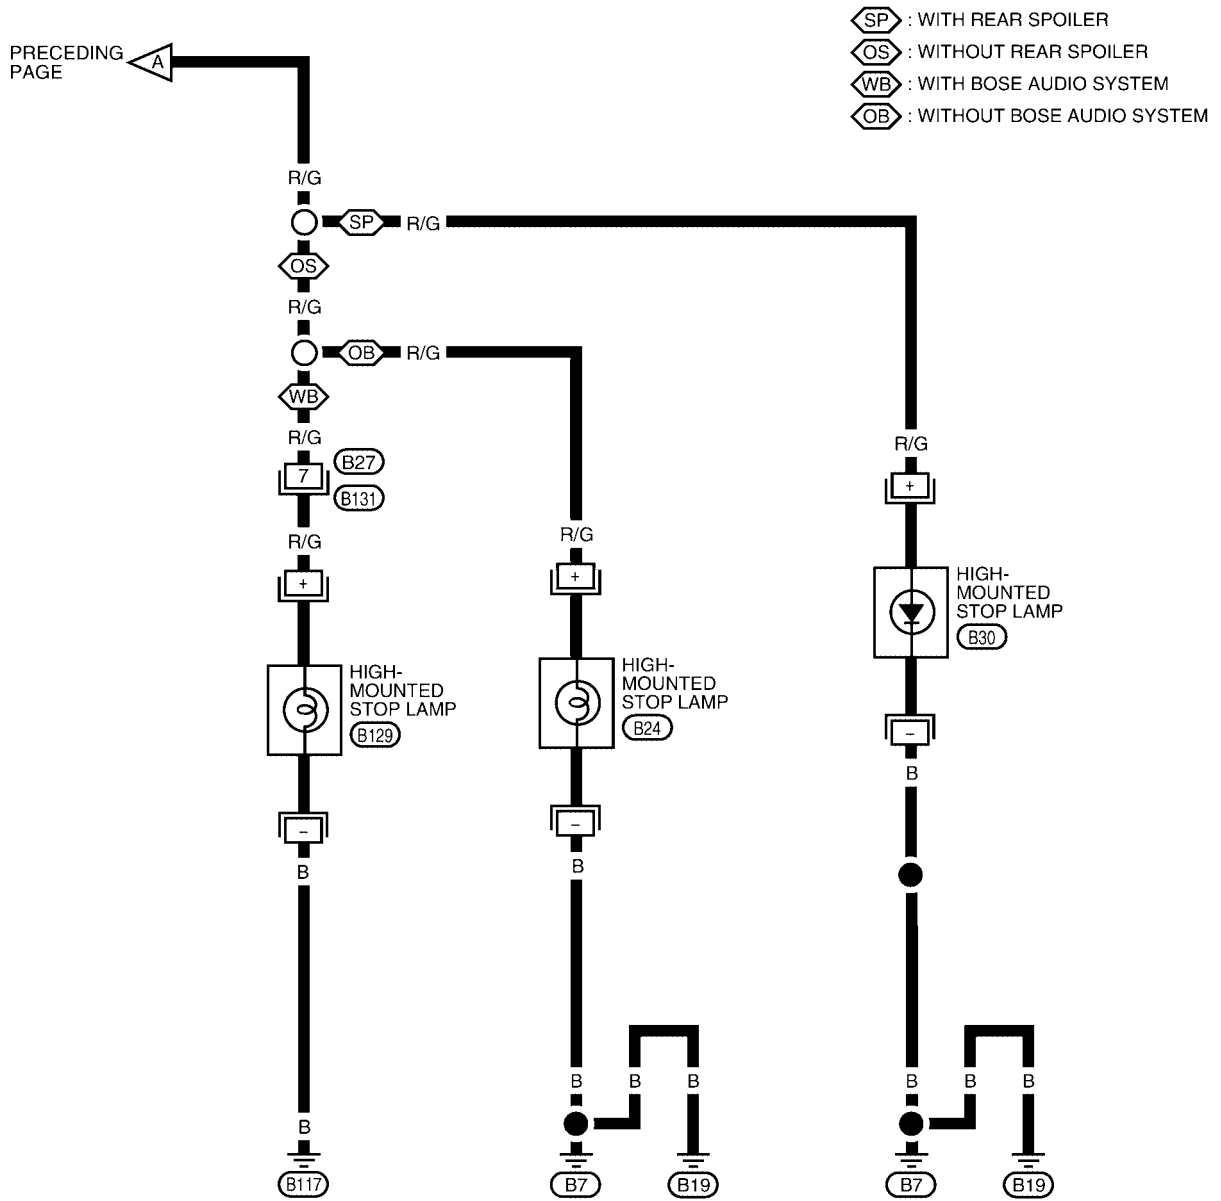 SP : WITH REAR SPOILER
OS : WITHOUT REAR SPOILER
WB : WITH BOSE AUDIO SYSTEM
OB : WITHOUT BOSE AUDIO SYSTEM
PRECEDING
PAGE
A
R/G
SP R/G
OS
R/G
OB R/G
WB
R/G
7
B27
B131
R/G
+
HIGH-
MOUNTED
STOP LAMP
B129
–
B
B
B117
R/G
+
HIGH-
MOUNTED
STOP LAMP
B24
–
B
B B B
B7 B19
R/G
+
HIGH-
MOUNTED
STOP LAMP
B30
–
B
B B B
B7 B19